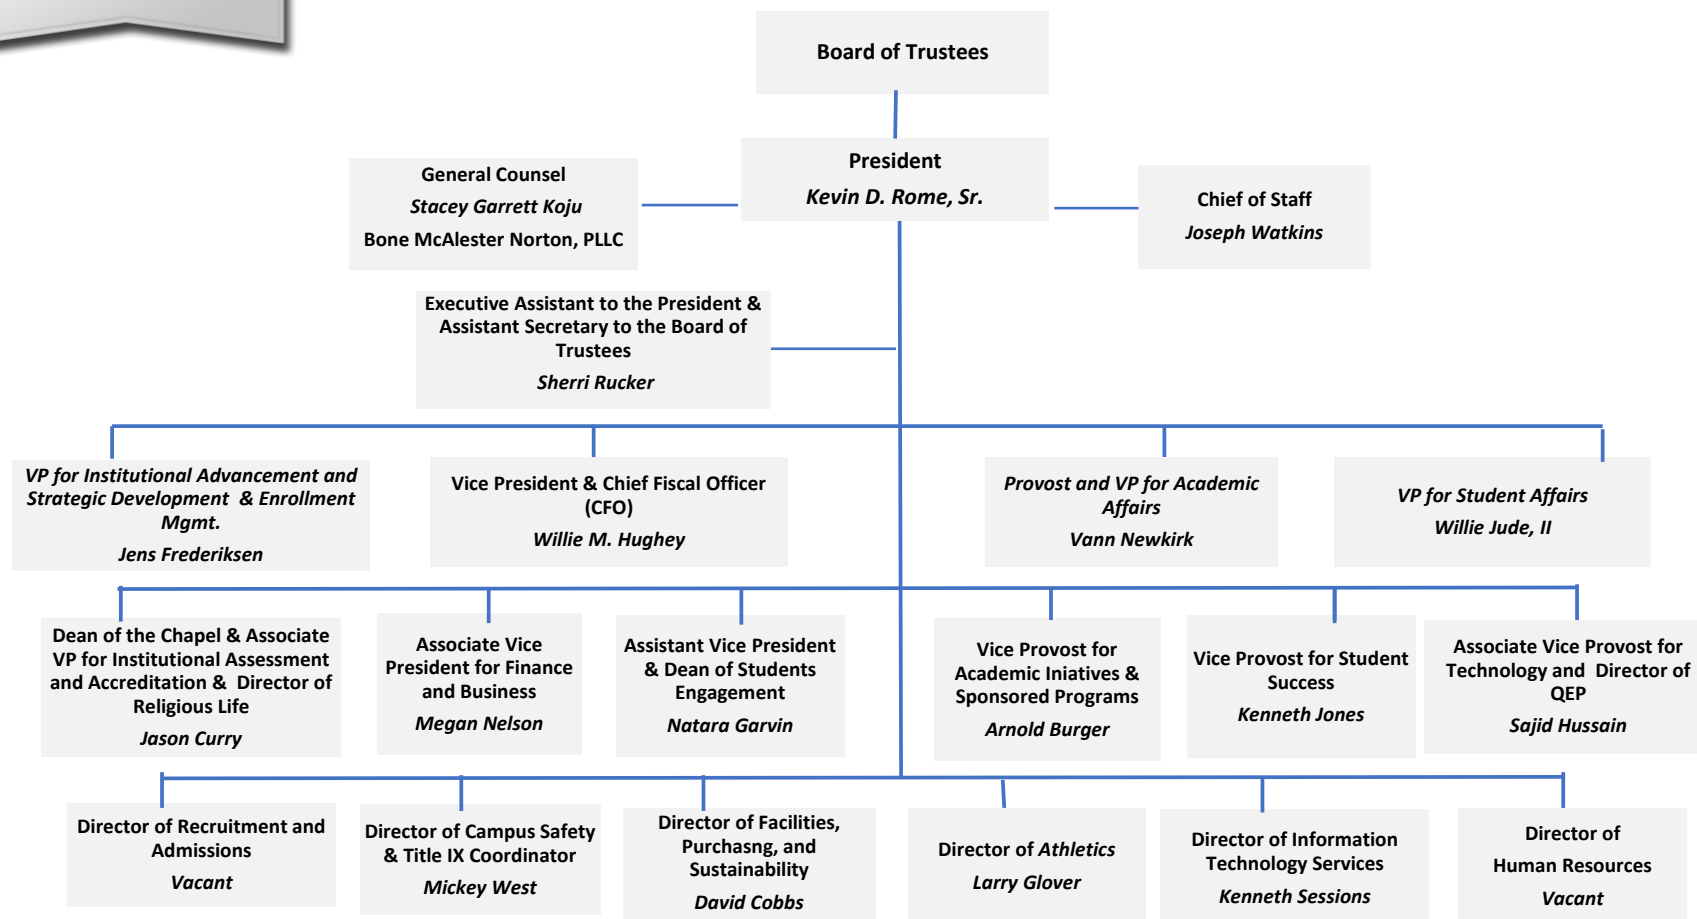 Board of Trustees
President
Kevin D. Rome, Sr.
General Counsel
Stacey Garrett Koju
Bone McAlester Norton, PLLC
Chief of Staff
Joseph Watkins
Executive Assistant to the President &
Assistant Secretary to the Board of
Trustees
Sherri Rucker
VP for Institutional Advancement and
Strategic Development & Enrollment
Mgmt.
Jens Frederiksen
Vice President & Chief Fiscal Officer
(CFO)
Willie M. Hughey
Provost and VP for Academic
Affairs
Vann Newkirk
VP for Student Affairs
Willie Jude, II
Dean of the Chapel & Associate
VP for Institutional Assessment
and Accreditation & Director of
Religious Life
Jason Curry
Associate Vice
President for Finance
and Business
Megan Nelson
Assistant Vice President
& Dean of Students
Engagement
Natara Garvin
Vice Provost for
Academic Iniatives &
Sponsored Programs
Arnold Burger
Vice Provost for Student
Success
Kenneth Jones
Associate Vice Provost for
Technology and Director of
QEP
Sajid Hussain
Director of Recruitment and
Admissions
Vacant
Director of Campus Safety
& Title IX Coordinator
Mickey West
Director of Facilities,
Purchasng, and
Sustainability
David Cobbs
Director of Athletics
Larry Glover
Director of Information
Technology Services
Kenneth Sessions
Director of
Human Resources
Vacant